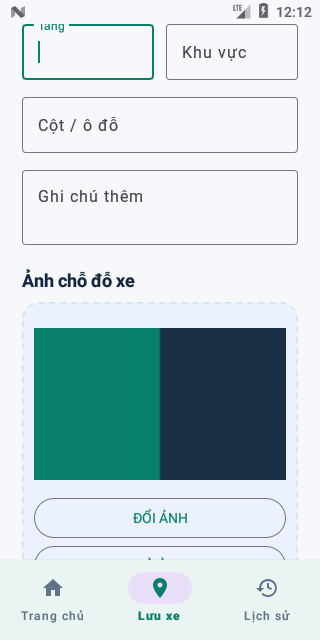 LTE 12:12
Tầng
Khu vực
Cột / ô đỗ
Ghi chú thêm
Ảnh chỗ đỗ xe
ĐỔI ẢNH
Trang chủ Lưu xe Lịch sử